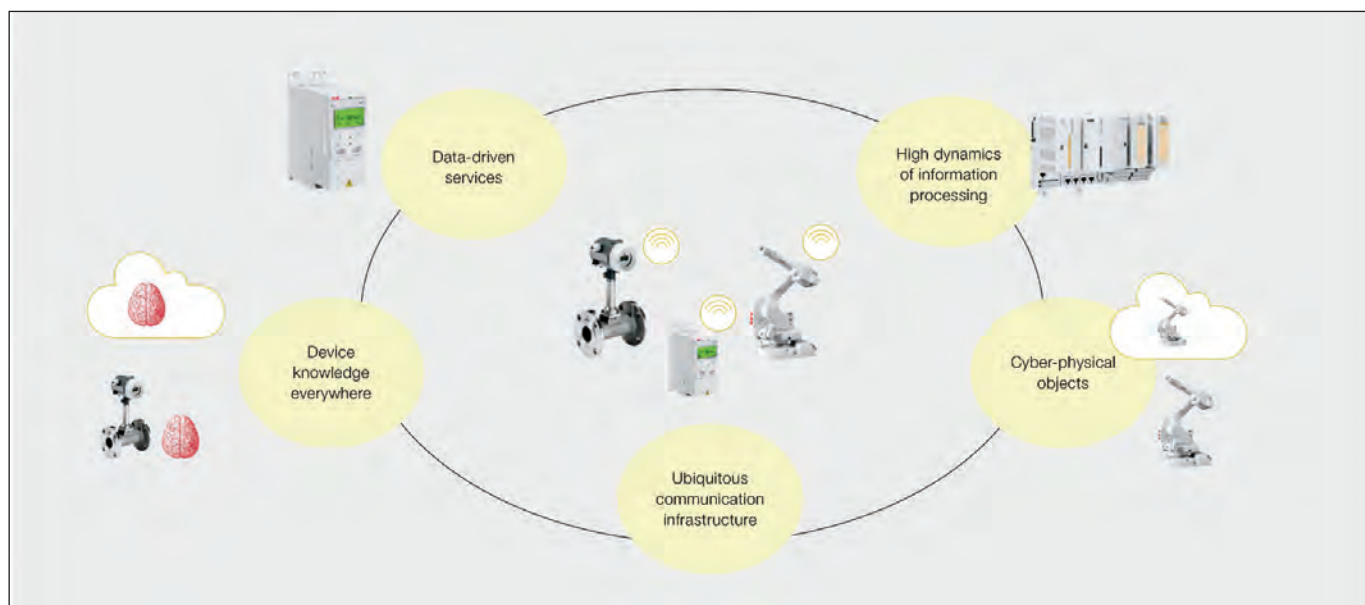 Data-driven
services
High dynamics
of information
processing
Device
knowledge
everywhere
Cyber-physical
objects
Ubiquitous
communication
infrastructure